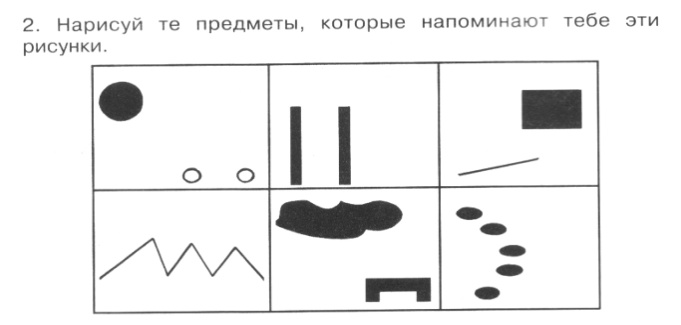 2. Нарисуй те предметы, которые напоминают тебе эти
рисунки.